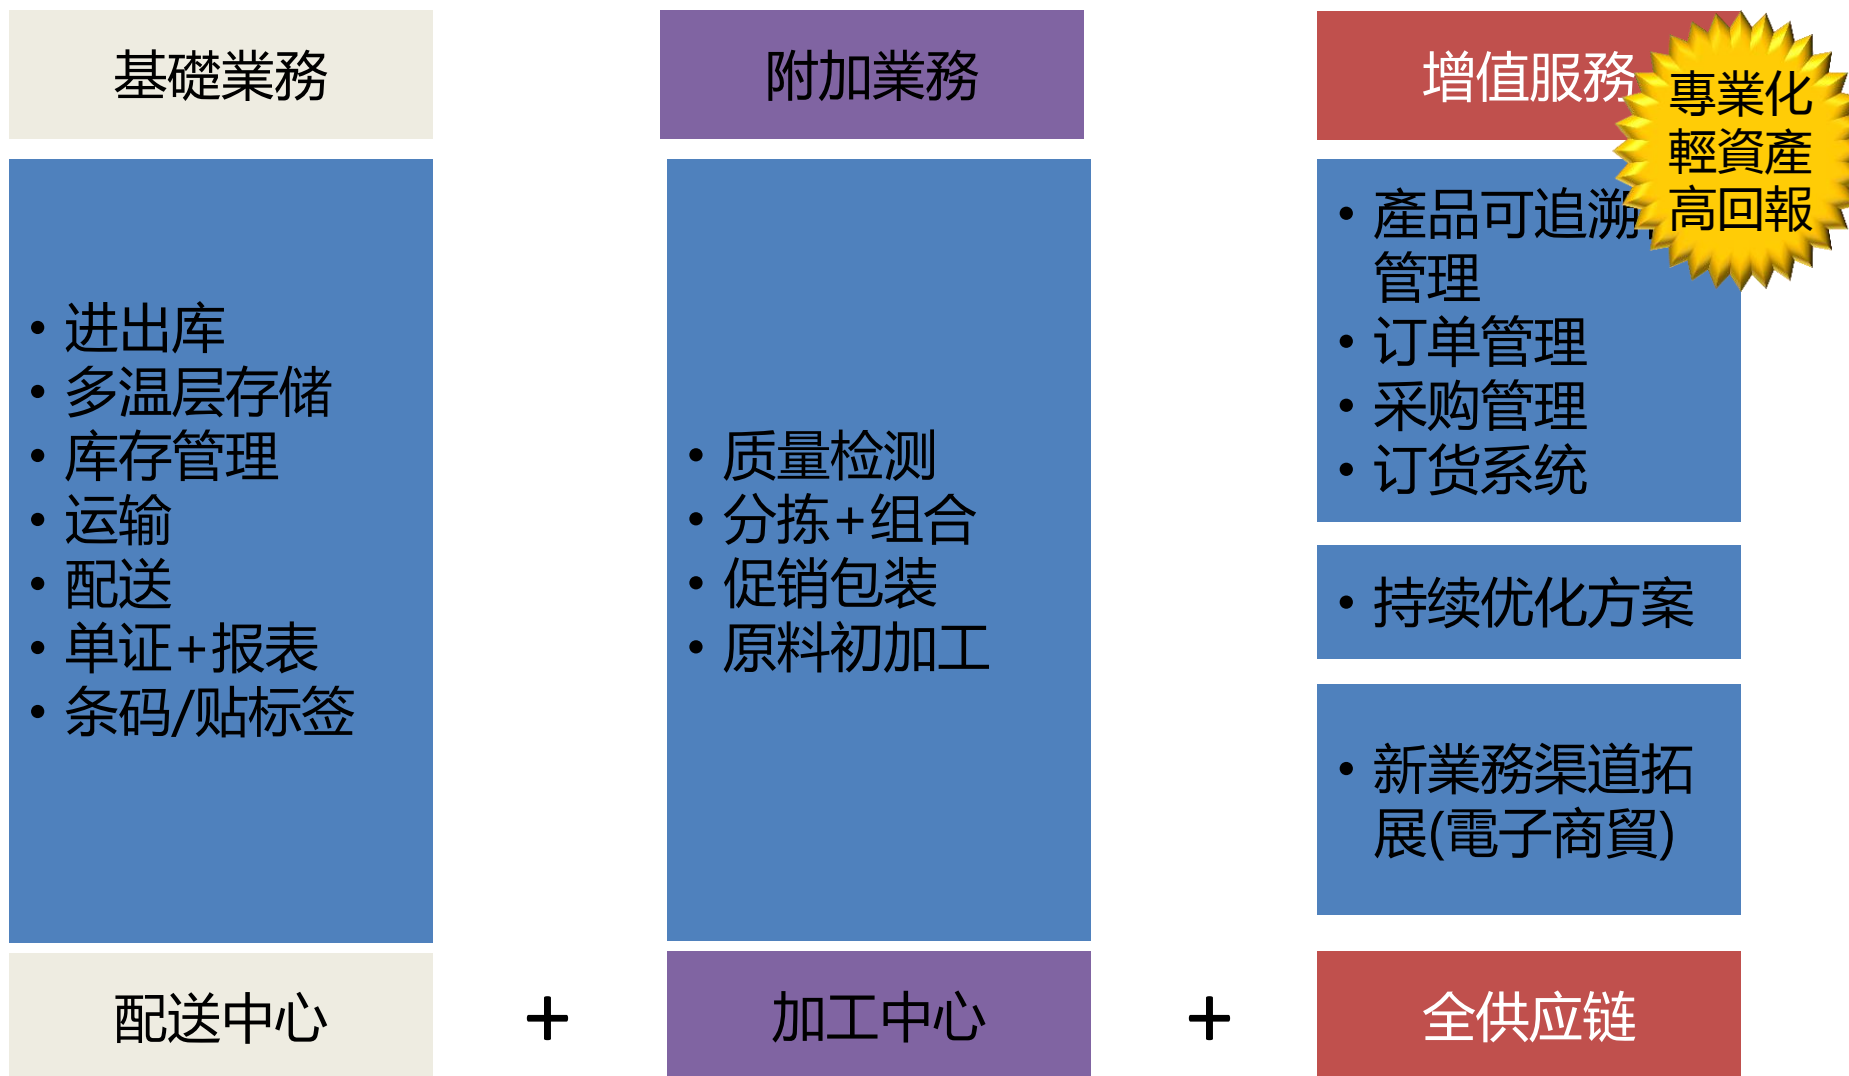 基礎業務
附加業務
增值服務
專業化
輕資產
高回報
• 进出库
• 多温层存储
• 库存管理
• 运输
• 配送
• 单证+报表
• 条码/贴标签
• 质量检测
• 分拣+组合
• 促销包装
• 原料初加工
• 產品可追溯
管理
• 订单管理
• 采购管理
• 订货系统
• 持续优化方案
• 新業務渠道拓
展(電子商貿)
配送中心
+
加工中心
+
全供应链